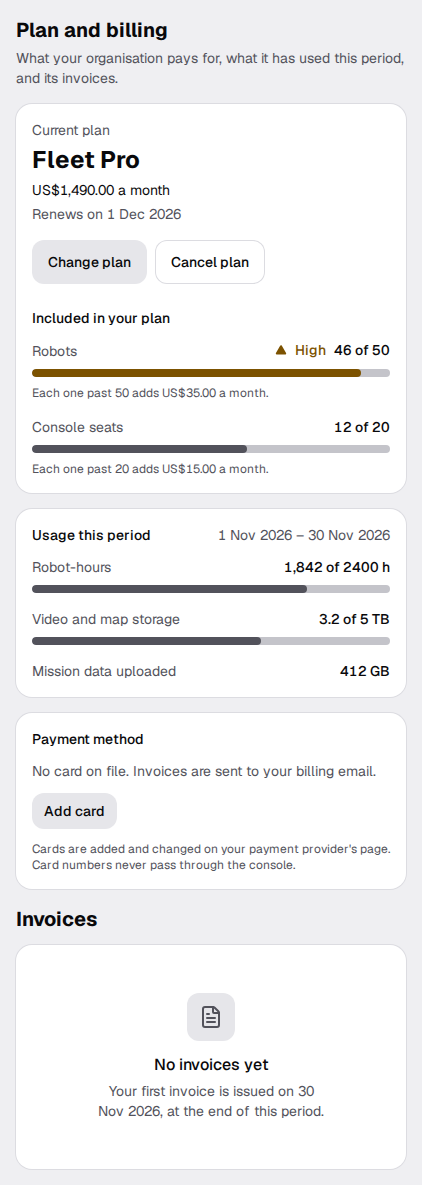 Plan and billing
What your organisation pays for, what it has used this period,
and its invoices.
Current plan
Fleet Pro
US$1,490.00 a month
Renews on 1 Dec 2026
Change plan
Cancel plan
Included in your plan
Robots
High 46 of 50
Each one past 50 adds US$35.00 a month.
Console seats
12 of 20
Each one past 20 adds US$15.00 a month.
Usage this period
1 Nov 2026 – 30 Nov 2026
Robot-hours
1,842 of 2400 h
Video and map storage
3.2 of 5 TB
Mission data uploaded
412 GB
Payment method
No card on file. Invoices are sent to your billing email.
Add card
Cards are added and changed on your payment provider's page.
Card numbers never pass through the console.
Invoices
No invoices yet
Your first invoice is issued on 30
Nov 2026, at the end of this period.